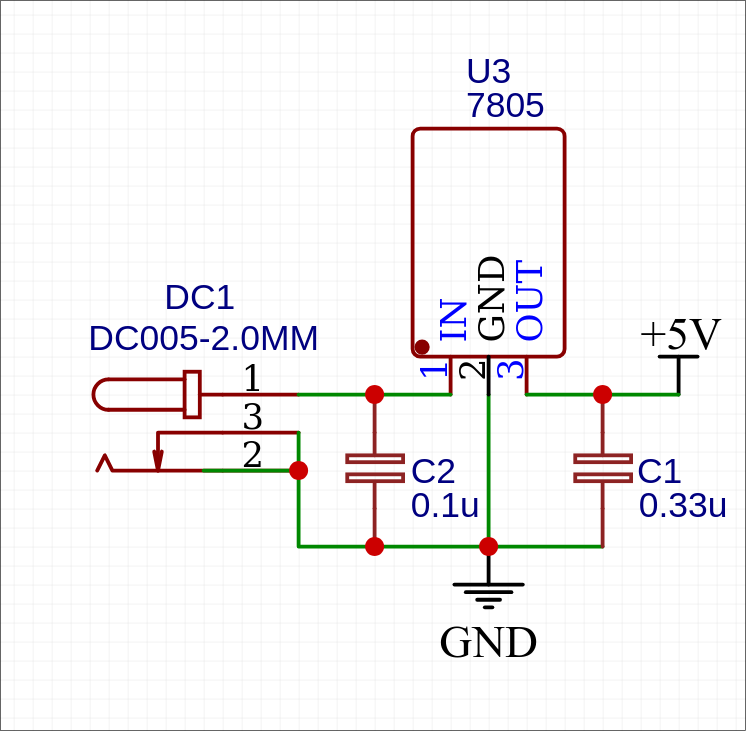 U3
7805
IN
GND
OUT
1
2
3
DC1
DC005-2.0MM
1
3
2
+5V
C2
0.1u
C1
0.33u
GND